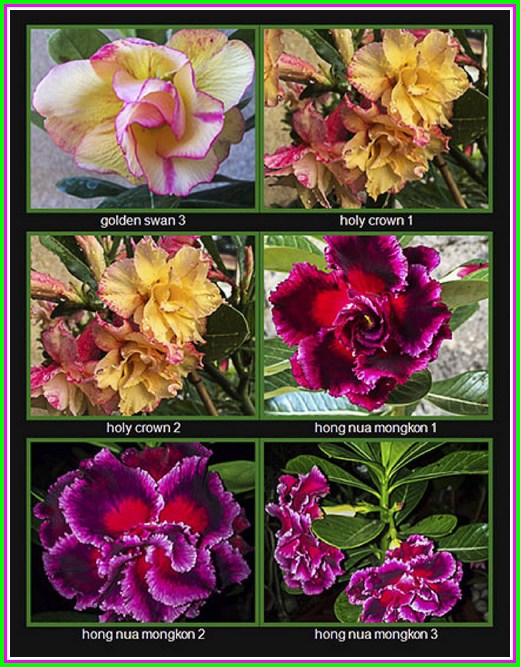 golden swan 3
holy crown 1
holy crown 2
hong nua mongkon 1
hong nua mongkon 2
hong nua mongkon 3